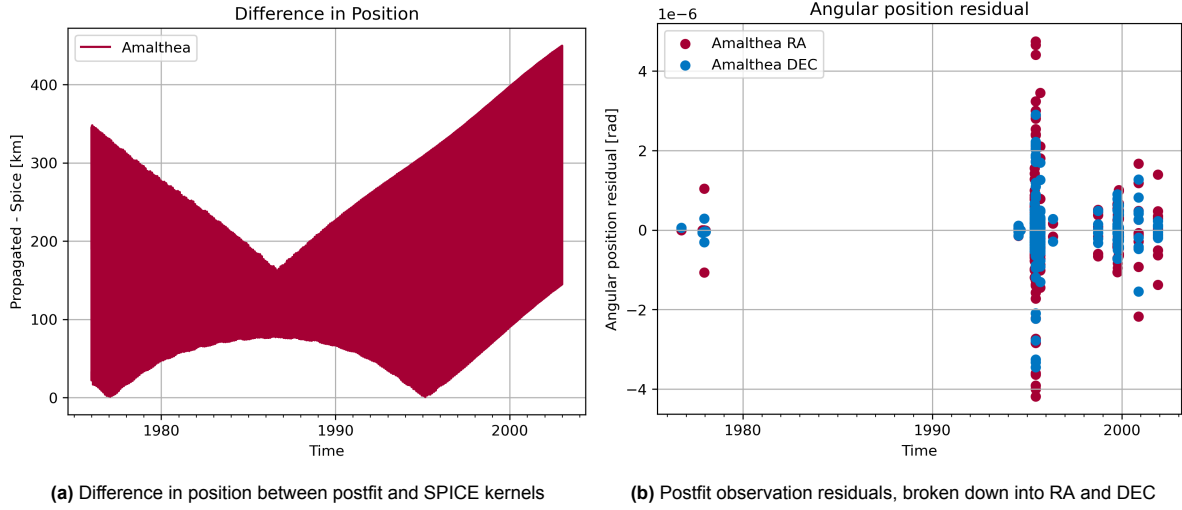 Difference in Position
Amalthea
Propagated - Spice [km]
400
300
200
100
0
1980
1990
2000
Time
(a) Difference in position between postfit and SPICE kernels
Angular position residual
1e−6
Amalthea RA
Amalthea DEC
Angular position residual [rad]
4
2
0
−2
−4
1980
1990
2000
Time
(b) Postfit observation residuals, broken down into RA and DEC